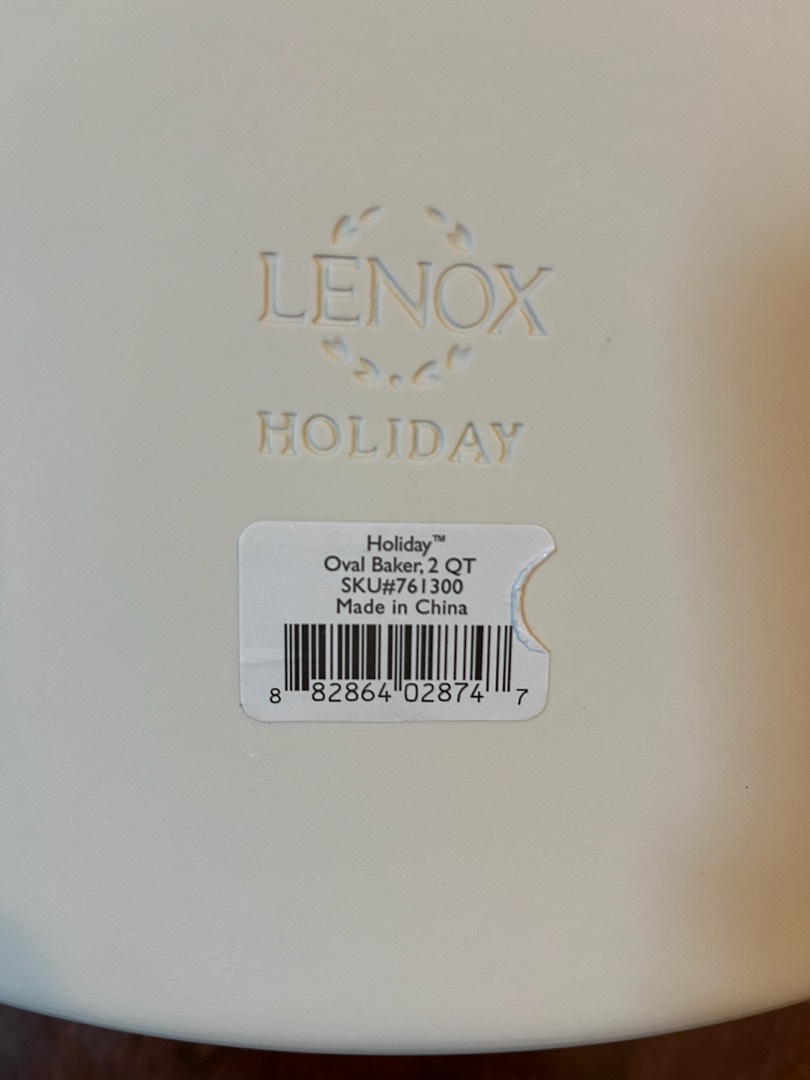 LENOX
HOLIDAY
Holiday™
Oval Baker, 2 QT
SKU#761300
Made in China
8 82864 02874 7